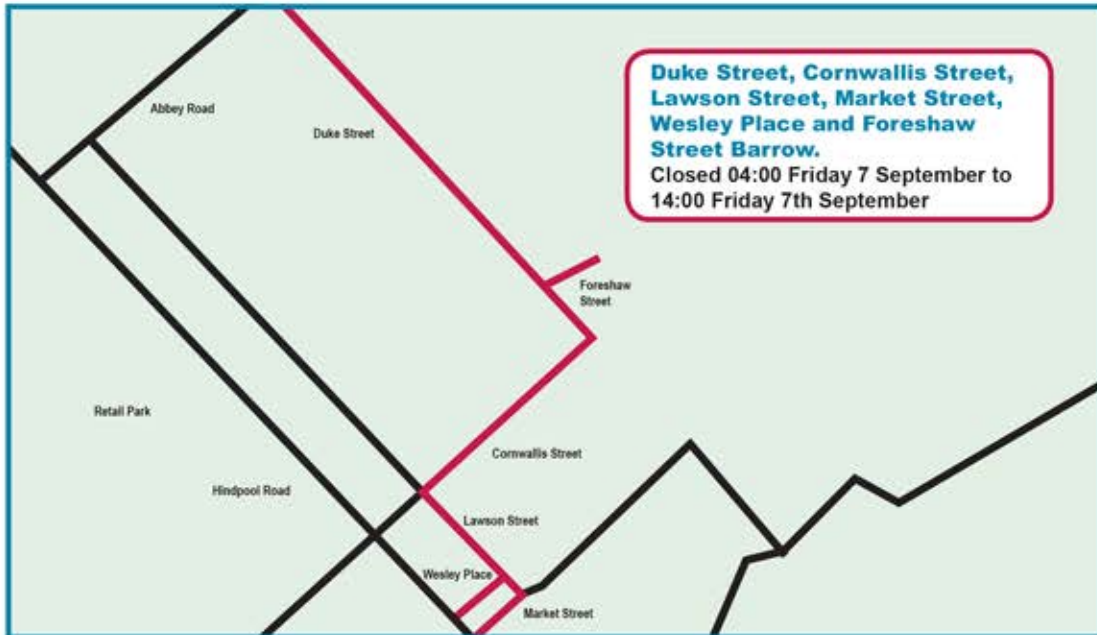 Duke Street, Cornwallis Street,
Lawson Street, Market Street,
Wesley Place and Foreshaw
Street Barrow.
Closed 04:00 Friday 7 September to
14:00 Friday 7th September
Abbey Road
Duke Street
Foreshaw
Street
Retail Park
Cornwallis Street
Hindpool Road
Lawson Street
Wesley Place
Market Street